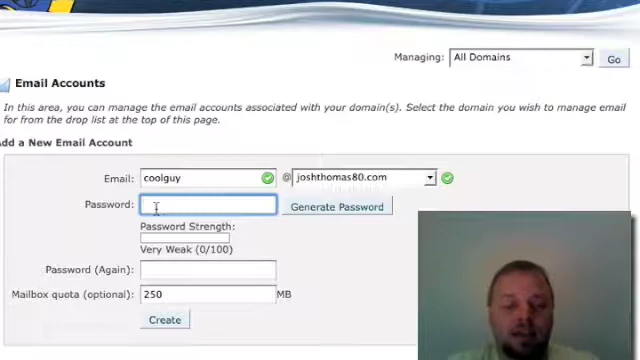 Managing: All Domains Go
Email Accounts
In this area, you can manage the email accounts associated with your domain(s). Select the domain you wish to manage email
for from the drop list at the top of this page.
Add a New Email Account
Email: coolguy @ joshthomas80.com
Password: Generate Password
Password Strength:
Very Weak (0/100)
Password (Again):
Mailbox quota (optional): 250 MB
Create